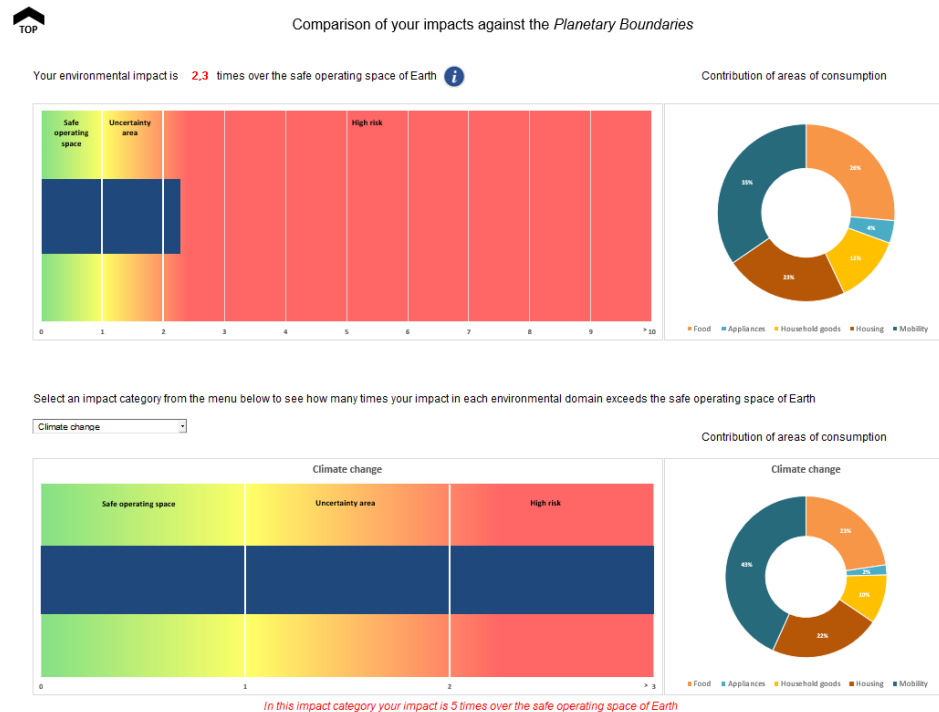 TOP
Comparison of your impacts against the Planetary Boundaries
Your environmental impact is 2,3 times over the safe operating space of Earth i
Contribution of areas of consumption
Safe operating space
Uncertainty area
High risk
0 1 2 3 4 5 6 7 8 9 > 10
26%
4%
12%
23%
35%
Food Appliances Household goods Housing Mobility
Select an impact category from the menu below to see how many times your impact in each environmental domain exceeds the safe operating space of Earth
Climate change
Contribution of areas of consumption
Climate change
Safe operating space Uncertainty area High risk
0 1 2 > 3
Climate change
23%
2%
10%
22%
43%
Food Appliances Household goods Housing Mobility
In this impact category your impact is 5 times over the safe operating space of Earth